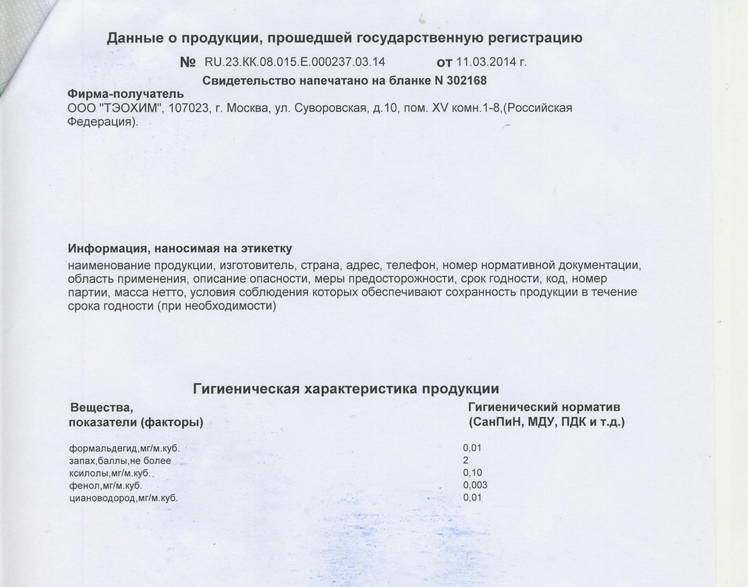 Данные о продукции, прошедшей государственную регистрацию
№ RU.23.КК.08.015.Е.000237.03.14 от 11.03.2014 г.
Свидетельство напечатано на бланке N 302168
Фирма-получатель
ООО "ТЭОХИМ", 107023, г. Москва, ул. Суворовская, д.10, пом. XV комн.1-8,(Российская
Федерация).
Информация, наносимая на этикетку
наименование продукции, изготовитель, страна, адрес, телефон, номер нормативной документации,
область применения, описание опасности, меры предосторожности, срок годности, код, номер
партии, масса нетто, условия соблюдения которых обеспечивают сохранность продукции в течение
срока годности (при необходимости)
Гигиеническая характеристика продукции
Вещества, Гигиенический норматив
показатели (факторы) (СанПиН, МДУ, ПДК и т.д.)
формальдегид,мг/м.куб. 0,01
запах,баллы,не более 2
ксилолы,мг/м.куб. 0,10
фенол,мг/м.куб. 0,003
циановодород,мг/м.куб. 0,01